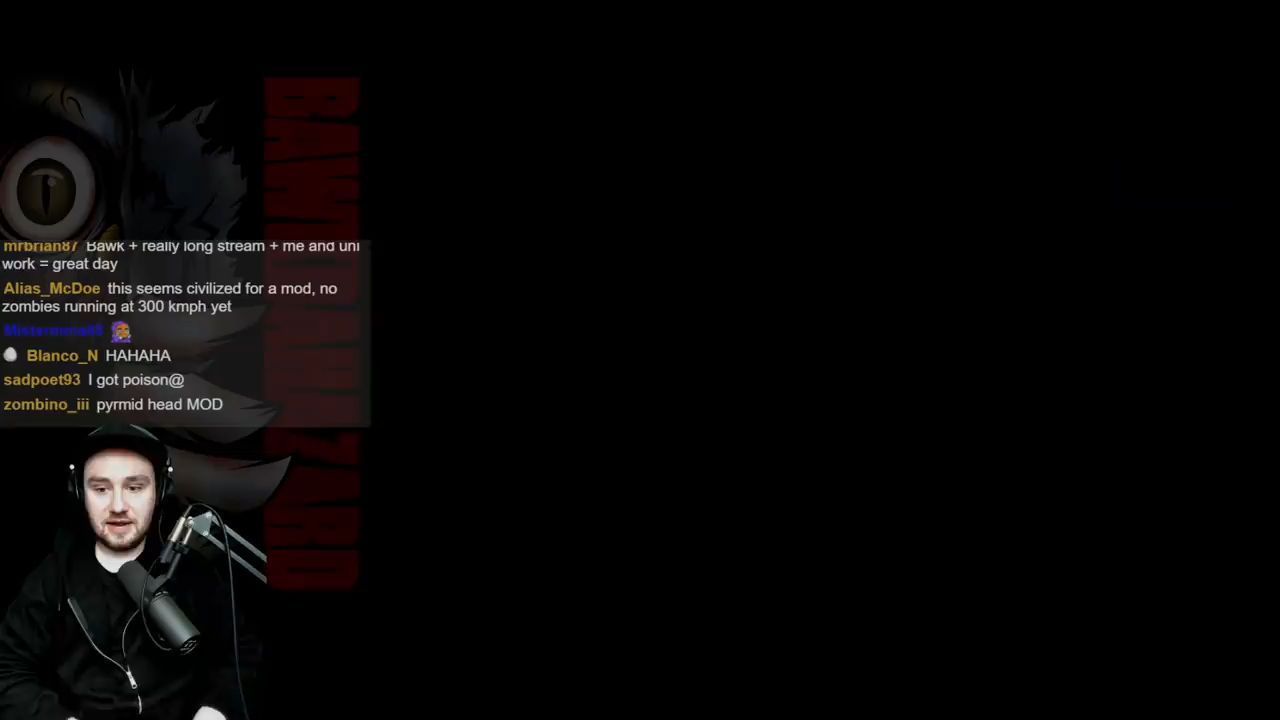 mrbrian87 Bawk + really long stream + me and uni
work = great day
Alias_McDoe this seems civilized for a mod, no
zombies running at 300 kmph yet
Blanco_N HAHAHA
sadpoet93 I got poison@
zombino_iii pyrmid head MOD